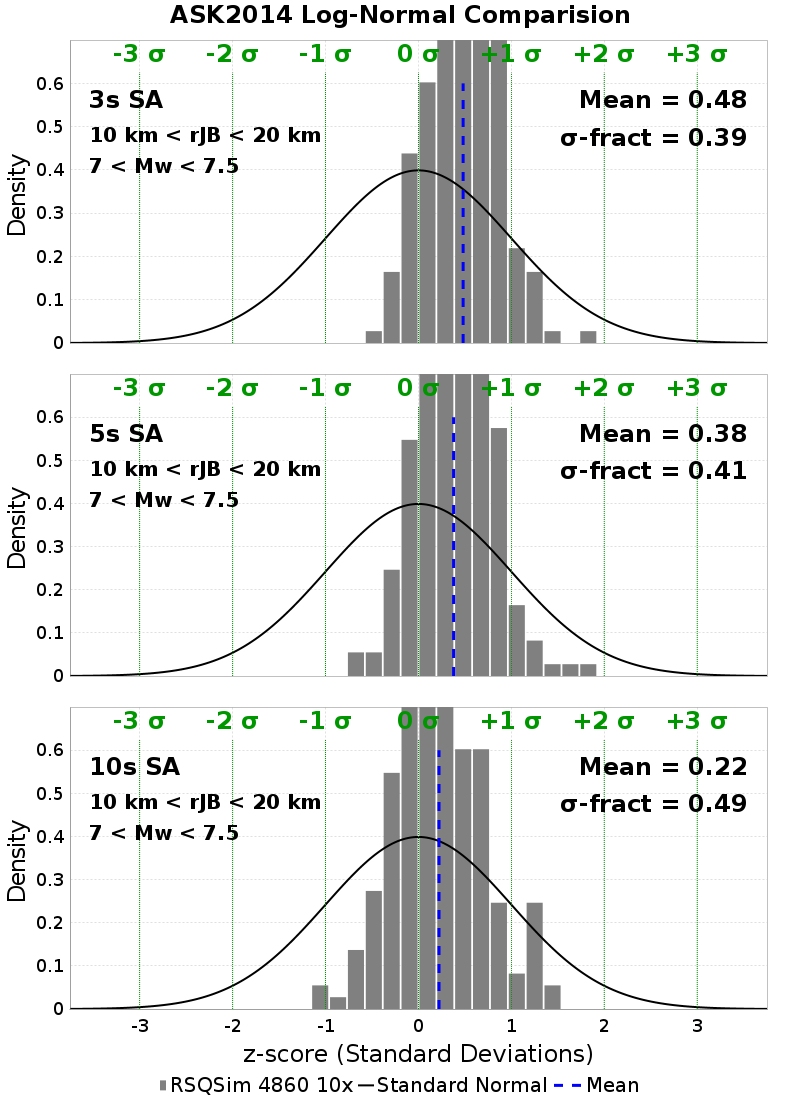 ASK2014 Log-Normal Comparision
-3 σ -2 σ -1 σ 0 σ +1 σ +2 σ +3 σ
0.6
3s SA Mean = 0.48
0.5
10 km < rJB < 20 km σ-fract = 0.39
0.4
7 < Mw < 7.5
0.3
0.2
0.1
0
Density
-3 σ -2 σ -1 σ 0 σ +1 σ +2 σ +3 σ
0.6
5s SA Mean = 0.38
0.5
10 km < rJB < 20 km σ-fract = 0.41
0.4
7 < Mw < 7.5
0.3
0.2
0.1
0
Density
-3 σ -2 σ -1 σ 0 σ +1 σ +2 σ +3 σ
0.6
10s SA Mean = 0.22
0.5
10 km < rJB < 20 km σ-fract = 0.49
0.4
7 < Mw < 7.5
0.3
0.2
0.1
0
Density
-3 -2 -1 0 1 2 3
z-score (Standard Deviations)
RSQSim 4860 10x Standard Normal Mean